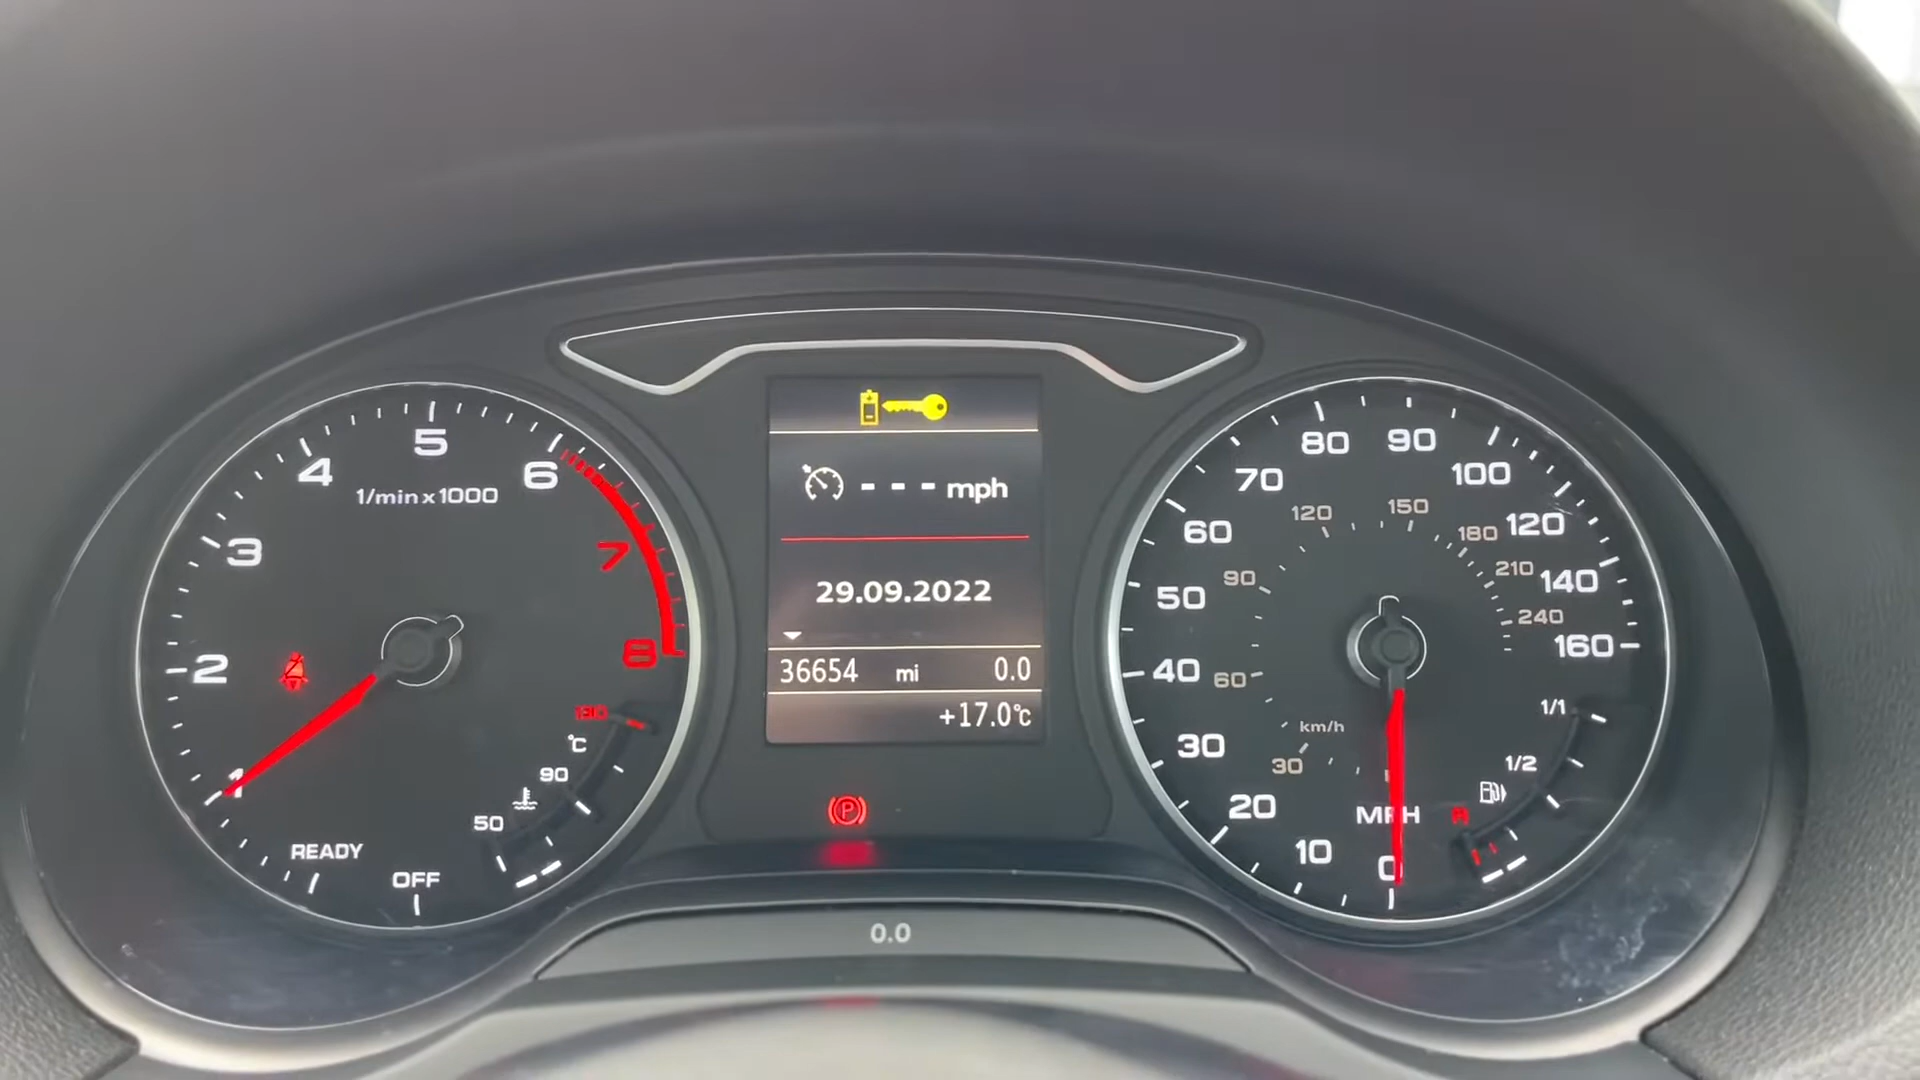 5
4
6
1/min x 1000
3
7
2
8
130
°C
90
1
50
READY
OFF
--- mph
29.09.2022
36654 mi 0.0
+17.0°C
P
0.0
80 90
70 100
60 120
50 140
40 160
30
20
10
0
MPH
120 150
180
90 210
240
60
km/h
30
1/1
1/2
R